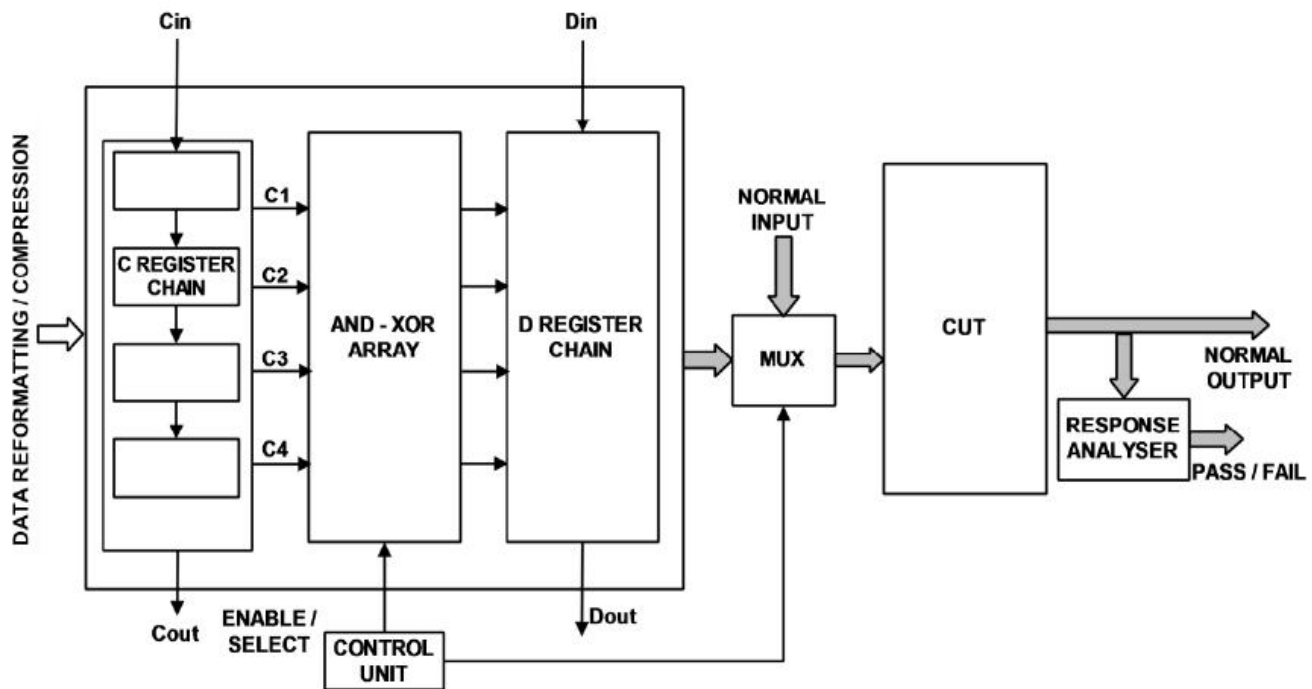 Cin
Din
DATA REFORMATTING / COMPRESSION
C1
C REGISTER
CHAIN
C2
C3
C4
AND - XOR
ARRAY
D REGISTER
CHAIN
NORMAL
INPUT
MUX
CUT
NORMAL
OUTPUT
RESPONSE
ANALYSER
PASS / FAIL
Cout
ENABLE /
SELECT
Dout
CONTROL
UNIT